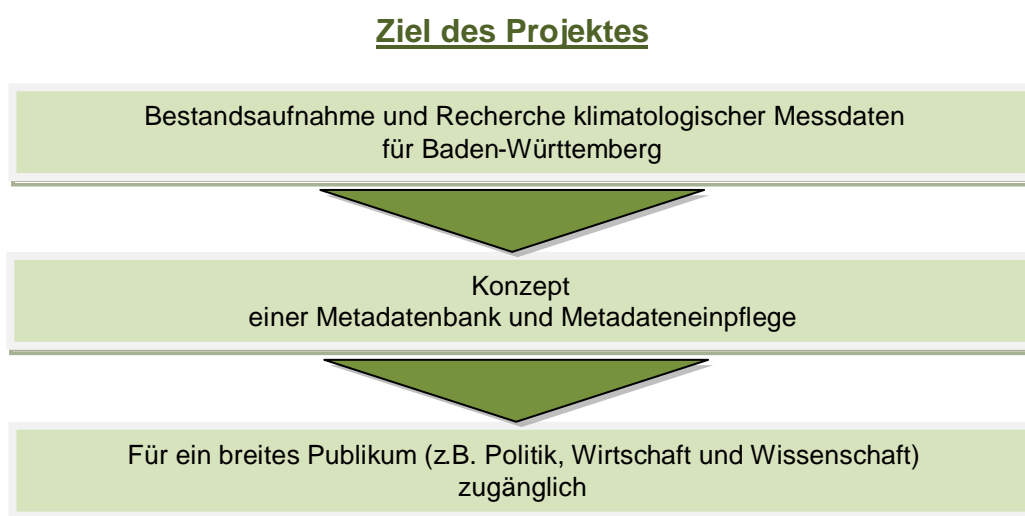 Ziel des Projektes
Bestandsaufnahme und Recherche klimatologischer Messdaten
für Baden-Württemberg
Konzept
einer Metadatenbank und Metadateneinpflege
Für ein breites Publikum (z.B. Politik, Wirtschaft und Wissenschaft)
zugänglich